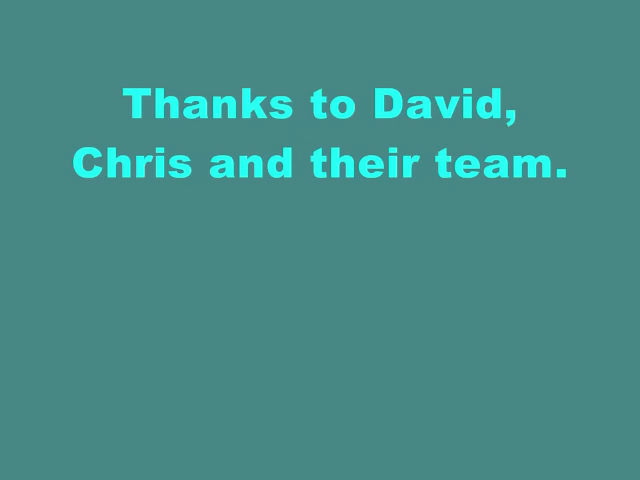 Thanks to David,
Chris and their team.